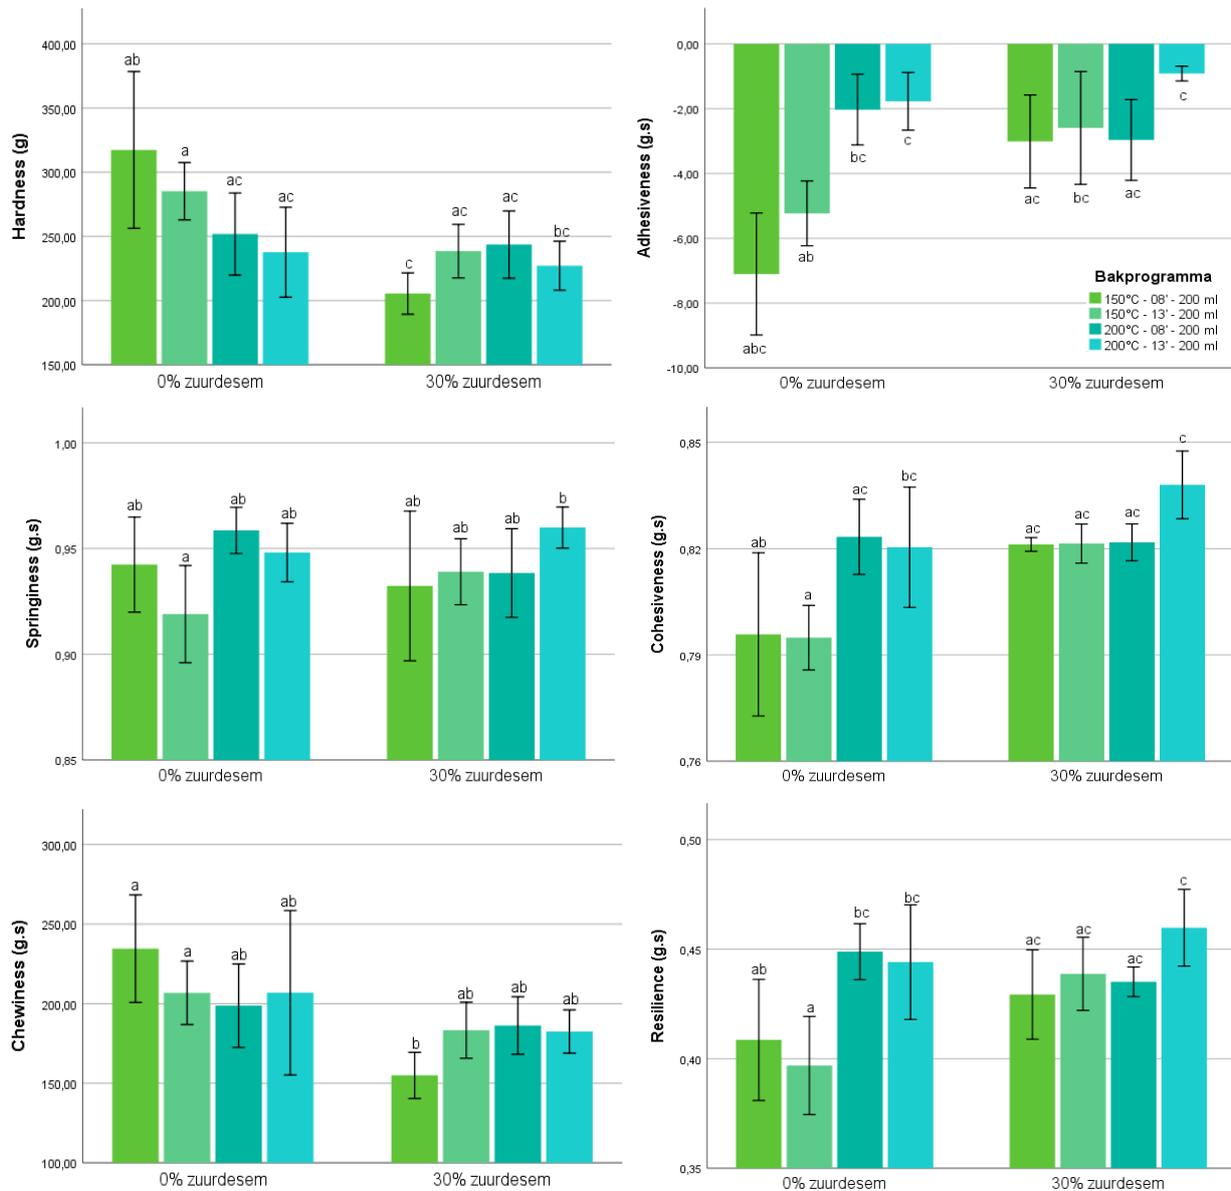 Hardness (g)
400,00
350,00
300,00
250,00
200,00
150,00
ab
a
ac
ac
c
ac
ac
bc
0% zuurdesem
30% zuurdesem
Adhesiveness (g.s)
0,00
-2,00
-4,00
-6,00
-8,00
-10,00
abc
ab
bc
c
ac
bc
ac
c
Bakprogramma
150°C - 08' - 200 ml
150°C - 13' - 200 ml
200°C - 08' - 200 ml
200°C - 13' - 200 ml
0% zuurdesem
30% zuurdesem
Springiness (g.s)
1,00
0,95
0,90
0,85
ab
a
ab
ab
ab
ab
ab
b
0% zuurdesem
30% zuurdesem
Cohesiveness (g.s)
0,85
0,82
0,79
0,76
ab
a
ac
bc
ac
ac
ac
c
0% zuurdesem
30% zuurdesem
Chewiness (g.s)
300,00
250,00
200,00
150,00
100,00
a
a
ab
ab
b
ab
ab
ab
0% zuurdesem
30% zuurdesem
Resilience (g.s)
0,50
0,45
0,40
0,35
ab
a
bc
bc
ac
ac
ac
c
0% zuurdesem
30% zuurdesem